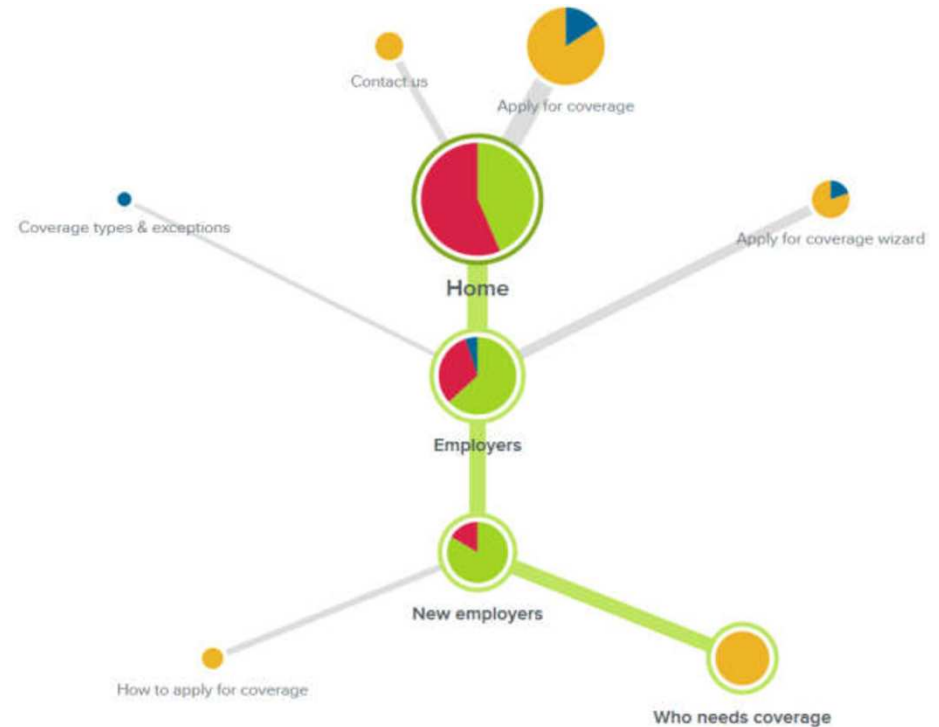 Contact us
Apply for coverage
Coverage types & exceptions
Apply for coverage wizard
Home
Employers
New employers
How to apply for coverage
Who needs coverage